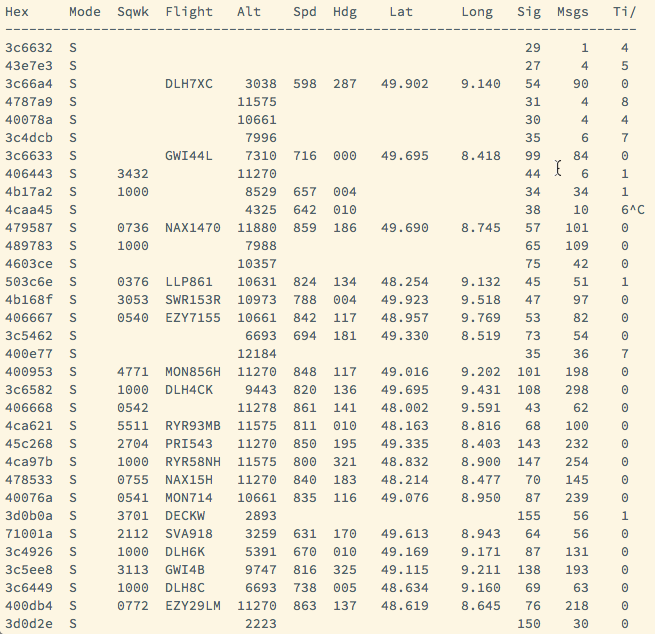 Hex Mode Sqwk Flight Alt Spd Hdg Lat Long Sig Msgs Ti/
-------------------------------------------------------------------------------
3c6632 S 29 1 4
43e7e3 S 27 4 5
3c66a4 S DLH7XC 3038 598 287 49.902 9.140 54 90 0
4787a9 S 11575 31 4 8
40078a S 10661 30 4 4
3c4dcb S 7996 35 6 7
3c6633 S GWI44L 7310 716 000 49.695 8.418 99 84 0
406443 S 3432 11270 44 6 1
4b17a2 S 1000 8529 657 004 34 34 1
4caa45 S 4325 642 010 38 10 6^C
479587 S 0736 NAX1470 11880 859 186 49.690 8.745 57 101 0
489783 S 1000 7988 65 109 0
4603ce S 10357 75 42 0
503c6e S 0376 LLP861 10631 824 134 48.254 9.132 45 51 1
4b168f S 3053 SWR153R 10973 788 004 49.923 9.518 47 97 0
406667 S 0540 EZY7155 10661 842 117 48.957 9.769 53 82 0
3c5462 S 6693 694 181 49.330 8.519 73 54 0
400e77 S 12184 35 36 7
400953 S 4771 MON856H 11270 848 117 49.016 9.202 101 198 0
3c6582 S 1000 DLH4CK 9443 820 136 49.695 9.431 108 298 0
406668 S 0542 11278 861 141 48.002 9.591 43 62 0
4ca621 S 5511 RYR93MB 11575 811 010 48.163 8.816 68 100 0
45c268 S 2704 PRI543 11270 850 195 49.335 8.403 143 232 0
4ca97b S 1000 RYR58NH 11575 800 321 48.832 8.900 147 254 0
478533 S 0755 NAX15H 11270 840 183 48.214 8.477 70 145 0
40076a S 0541 MON714 10661 835 116 49.076 8.950 87 239 0
3d0b0a S 3701 DECKW 2893 155 56 1
71001a S 2112 SVA918 3259 631 170 49.613 8.943 64 56 0
3c4926 S 1000 DLH6K 5391 670 010 49.169 9.171 87 131 0
3c5ee8 S 3113 GWI4B 9747 816 325 49.115 9.211 138 193 0
3c6449 S 1000 DLH8C 6693 738 005 48.634 9.160 69 63 0
400db4 S 0772 EZY29LM 11270 863 137 48.619 8.645 76 218 0
3d0d2e S 2223 150 30 0